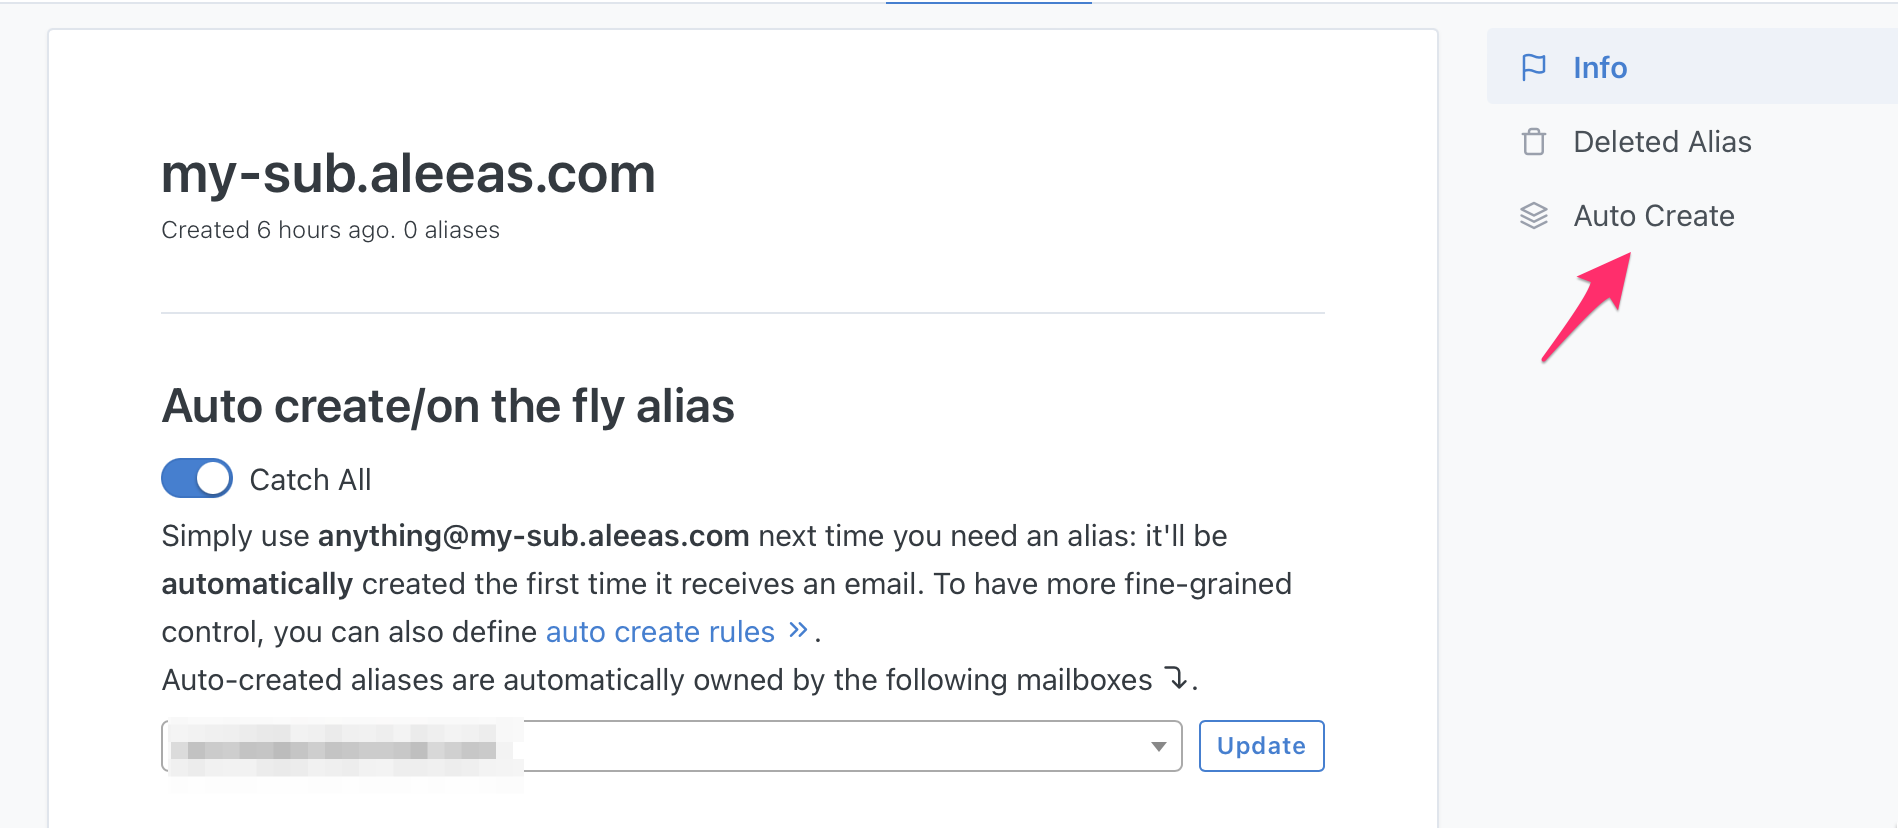 my-sub.aleeas.com
Created 6 hours ago. 0 aliases
Auto create/on the fly alias
Catch All
Simply use anything@my-sub.aleeas.com next time you need an alias: it'll be
automatically created the first time it receives an email. To have more fine-grained
control, you can also define auto create rules » .
Auto-created aliases are automatically owned by the following mailboxes ⤵.
Update
Info
Deleted Alias
Auto Create